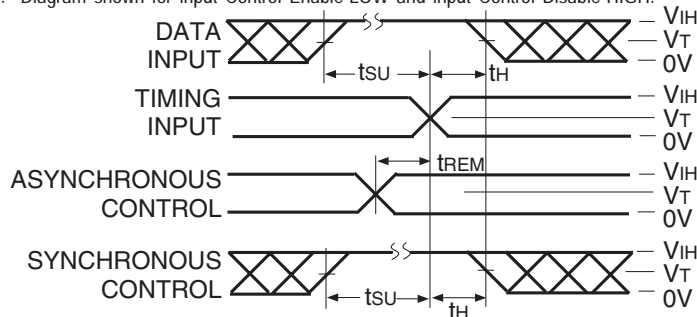 Diagram shown for Input Control Enable-LOW and Input Control Disable-HIGH.
DATA
INPUT
VIH
VT
0V
tSU
tH
TIMING
INPUT
VIH
VT
0V
tREM
ASYNCHRONOUS
CONTROL
VIH
VT
0V
SYNCHRONOUS
CONTROL
VIH
VT
0V
tSU
tH